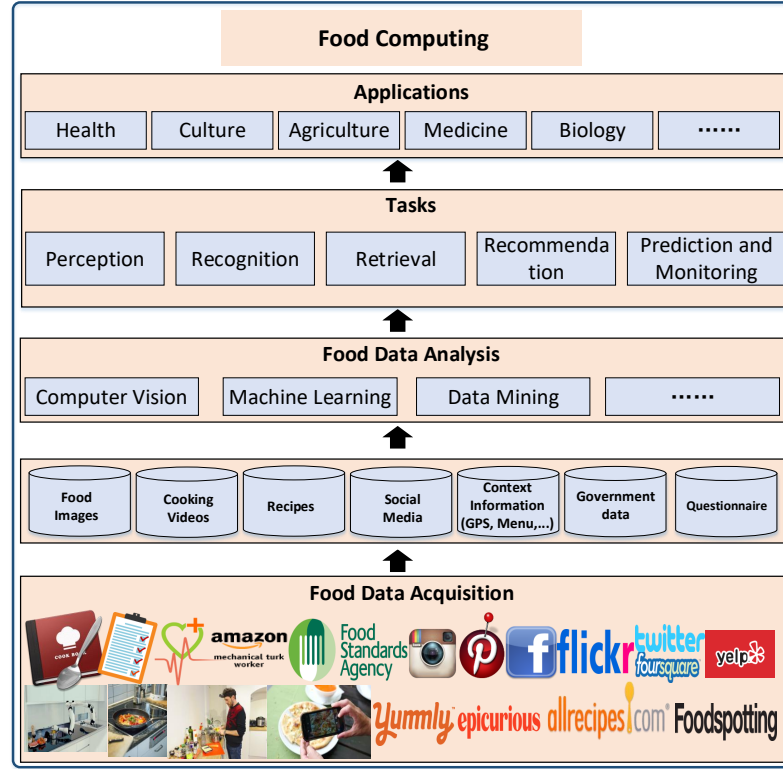 Food Computing
Applications
Health
Culture
Agriculture
Medicine
Biology
......
Tasks
Perception
Recognition
Retrieval
Recommenda
tion
Prediction and
Monitoring
Food Data Analysis
Computer Vision
Machine Learning
Data Mining
......
Food
Images
Cooking
Videos
Recipes
Social
Media
Context
Information
(GPS, Menu,...)
Government
data
Questionnaire
Food Data Acquisition
COOK BOOK
amazon
mechanical turk
worker
Food
Standards
Agency
flickr
twitter
foursquare
yelp
Yummly
epicurious
allrecipes.com
Foodspotting